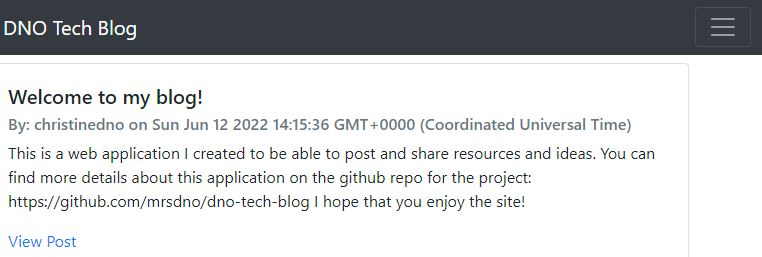 DNO Tech Blog
Welcome to my blog!
By: christinedno on Sun Jun 12 2022 14:15:36 GMT+0000 (Coordinated Universal Time)
This is a web application I created to be able to post and share resources and ideas. You can
find more details about this application on the github repo for the project:
https://github.com/mrsdno/dno-tech-blog I hope that you enjoy the site!
View Post